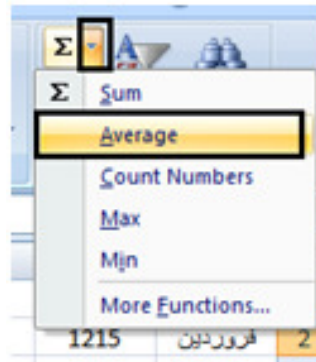 Σ
Σ Sum
Average
Count Numbers
Max
Min
More Functions...
1215 فروردین 2